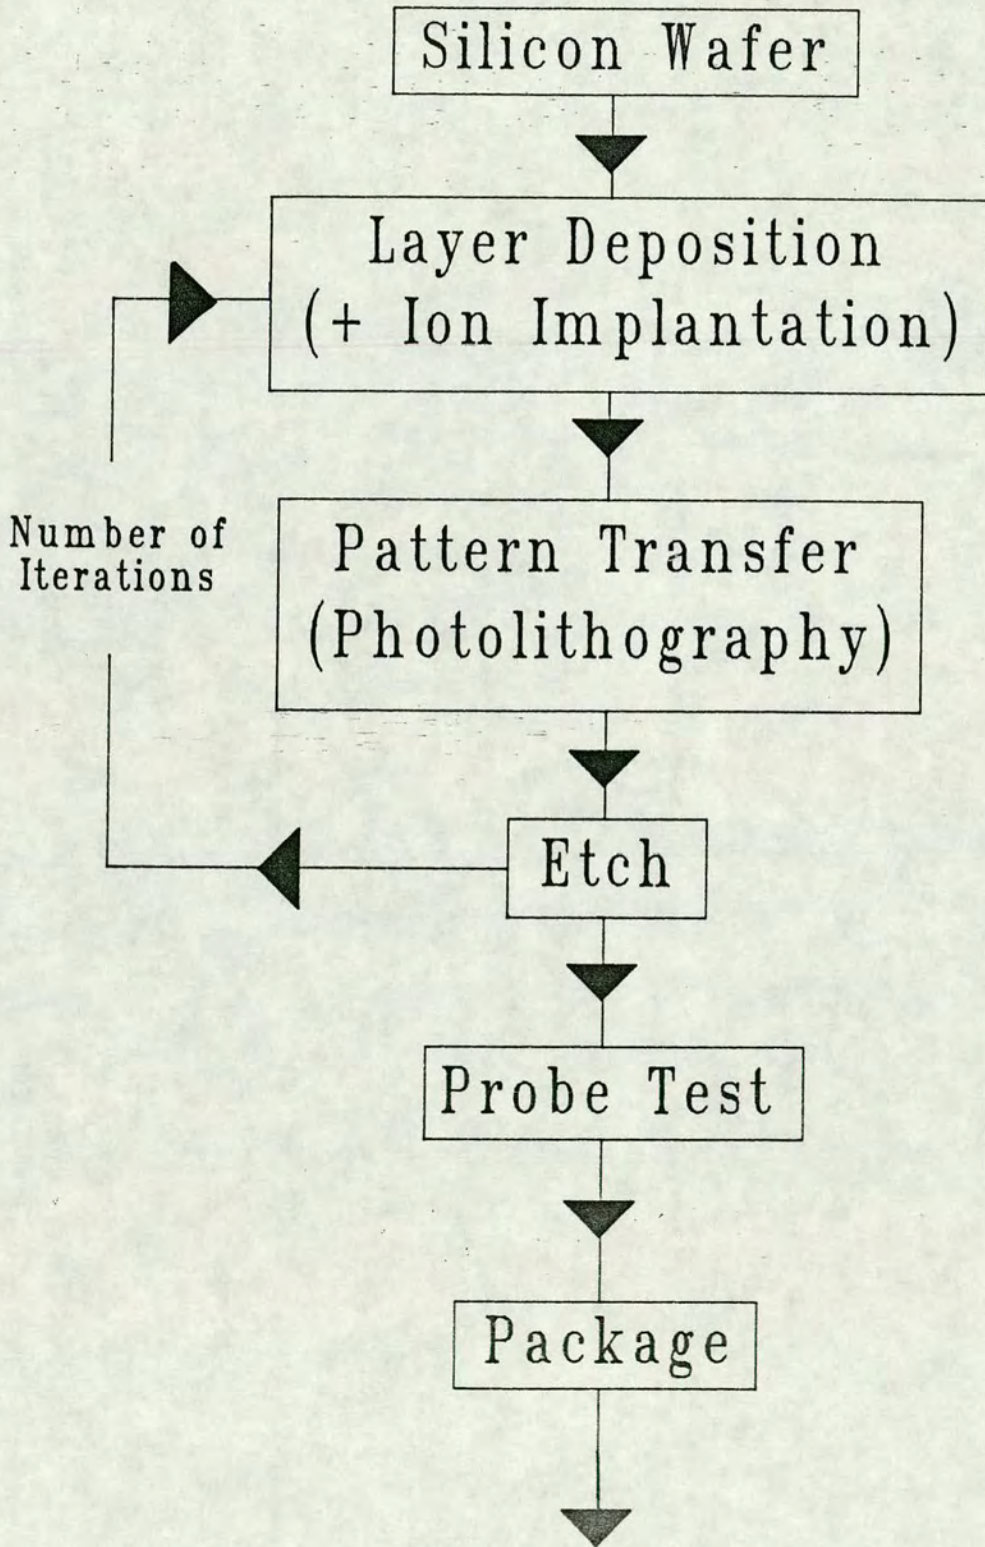 Silicon Wafer
Layer Deposition
(+ Ion Implantation)
Number of
Iterations
Pattern Transfer
(Photolithography)
Etch
Probe Test
Package